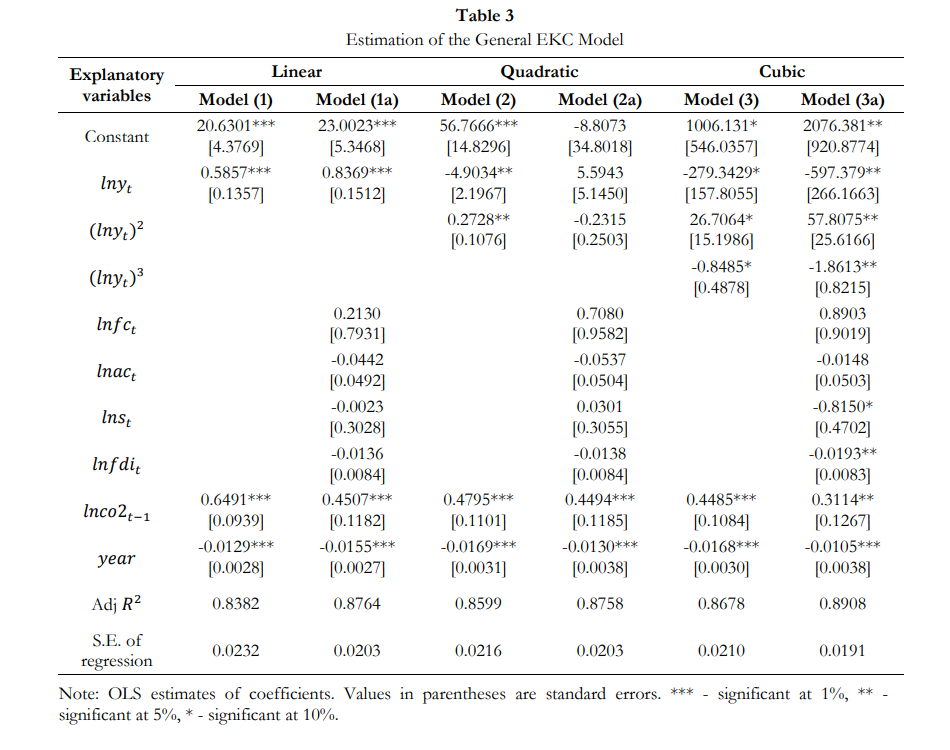 Table 3
Estimation of the General EKC Model
Explanatory variables Linear Quadratic Cubic
Model (1) Model (1a) Model (2) Model (2a) Model (3) Model (3a)
Constant 20.6301*** 23.0023*** 56.7666*** -8.8073 1006.131* 2076.381**
[4.3769] [5.3468] [14.8296] [34.8018] [546.0357] [920.8774]
lnyₜ 0.5857*** 0.8369*** -4.9034** 5.5943 -279.3429* -597.379**
[0.1357] [0.1512] [2.1967] [5.1450] [157.8055] [266.1663]
(lnyₜ)² 0.2728** -0.2315 26.7064* 57.8075**
[0.1076] [0.2503] [15.1986] [25.6166]
(lnyₜ)³ -0.8485* -1.8613**
[0.4878] [0.8215]
lnfcₜ 0.2130 0.7080 0.8903
[0.7931] [0.9582] [0.9019]
lnacₜ -0.0442 -0.0537 -0.0148
[0.0492] [0.0504] [0.0503]
lnsₜ -0.0023 0.0301 -0.8150*
[0.3028] [0.3055] [0.4702]
lnfdiₜ -0.0136 -0.0138 -0.0193**
[0.0084] [0.0084] [0.0083]
lnco2ₜ₋₁ 0.6491*** 0.4507*** 0.4795*** 0.4494*** 0.4485*** 0.3114**
[0.0939] [0.1182] [0.1101] [0.1185] [0.1084] [0.1267]
year -0.0129*** -0.0155*** -0.0169*** -0.0130*** -0.0168*** -0.0105***
[0.0028] [0.0027] [0.0031] [0.0038] [0.0030] [0.0038]
Adj R² 0.8382 0.8764 0.8599 0.8758 0.8678 0.8908
S.E. of regression 0.0232 0.0203 0.0216 0.0203 0.0210 0.0191
Note: OLS estimates of coefficients. Values in parentheses are standard errors. *** - significant at 1%, ** -
significant at 5%, * - significant at 10%.